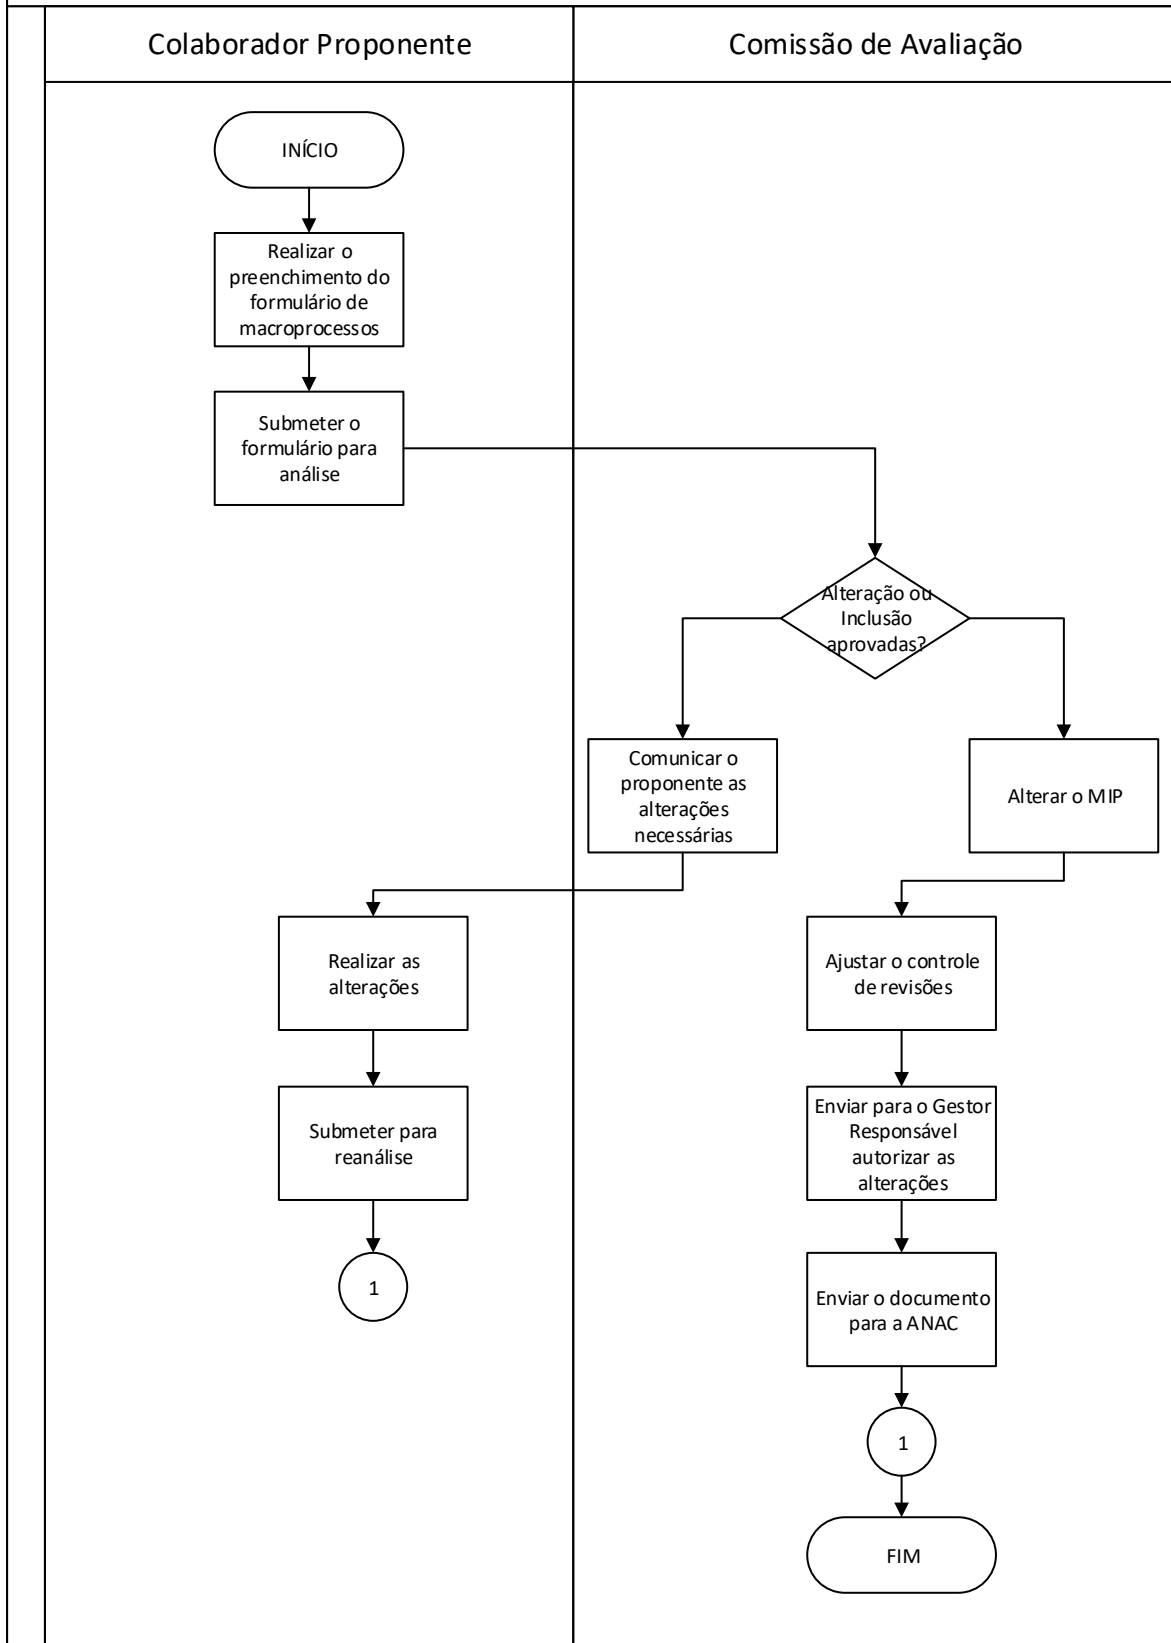 Colaborador Proponente
Comissão de Avaliação
INÍCIO
Realizar o
preenchimento do
formulário de
macroprocessos
Submeter o
formulário para
análise
Alteração ou
Inclusão
aprovadas?
Comunicar o
proponente as
alterações
necessárias
Alterar o MIP
Realizar as
alterações
Ajustar o controle
de revisões
Submeter para
reanálise
Enviar para o Gestor
Responsável
autorizar as
alterações
1
Enviar o documento
para a ANAC
1
FIM